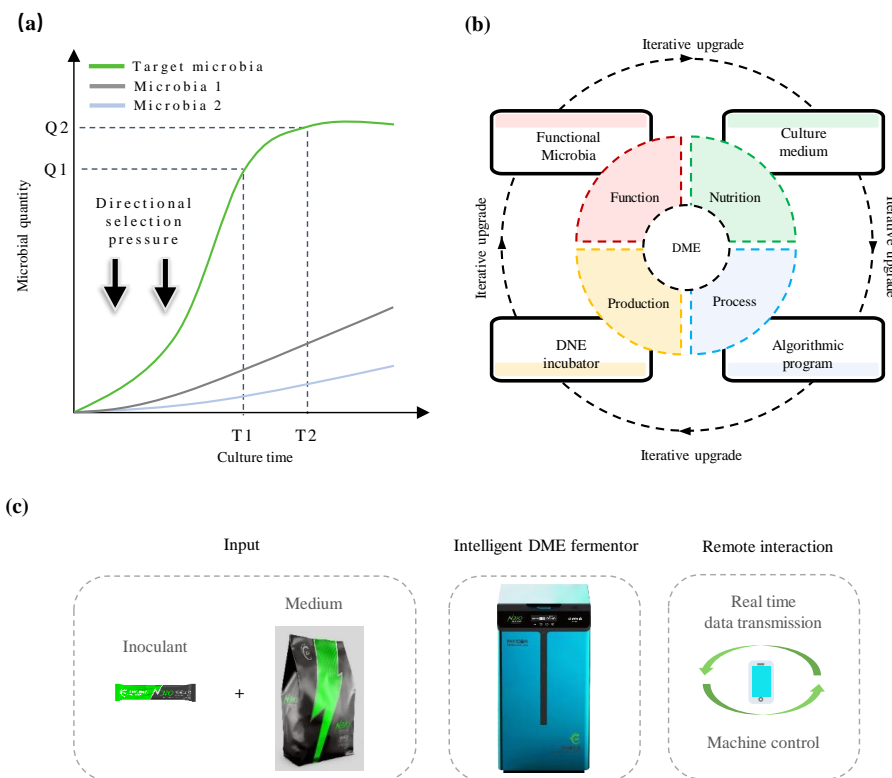 (a)
Target microbia
Microbia 1
Microbia 2
Q2
Q1
Directional
selection
pressure
Microbial quantity
T1
T2
Culture time
(b)
Iterative upgrade
Functional
Microbia
Culture
medium
Function
Nutrition
Iterative upgrade
DME
Iterative upgrade
Production
Process
DNE
incubator
Algorithmic
program
Iterative upgrade
(c)
Input
Intelligent DME fermentor
Remote interaction
Medium
Inoculant
+
Real time
data transmission
Machine control